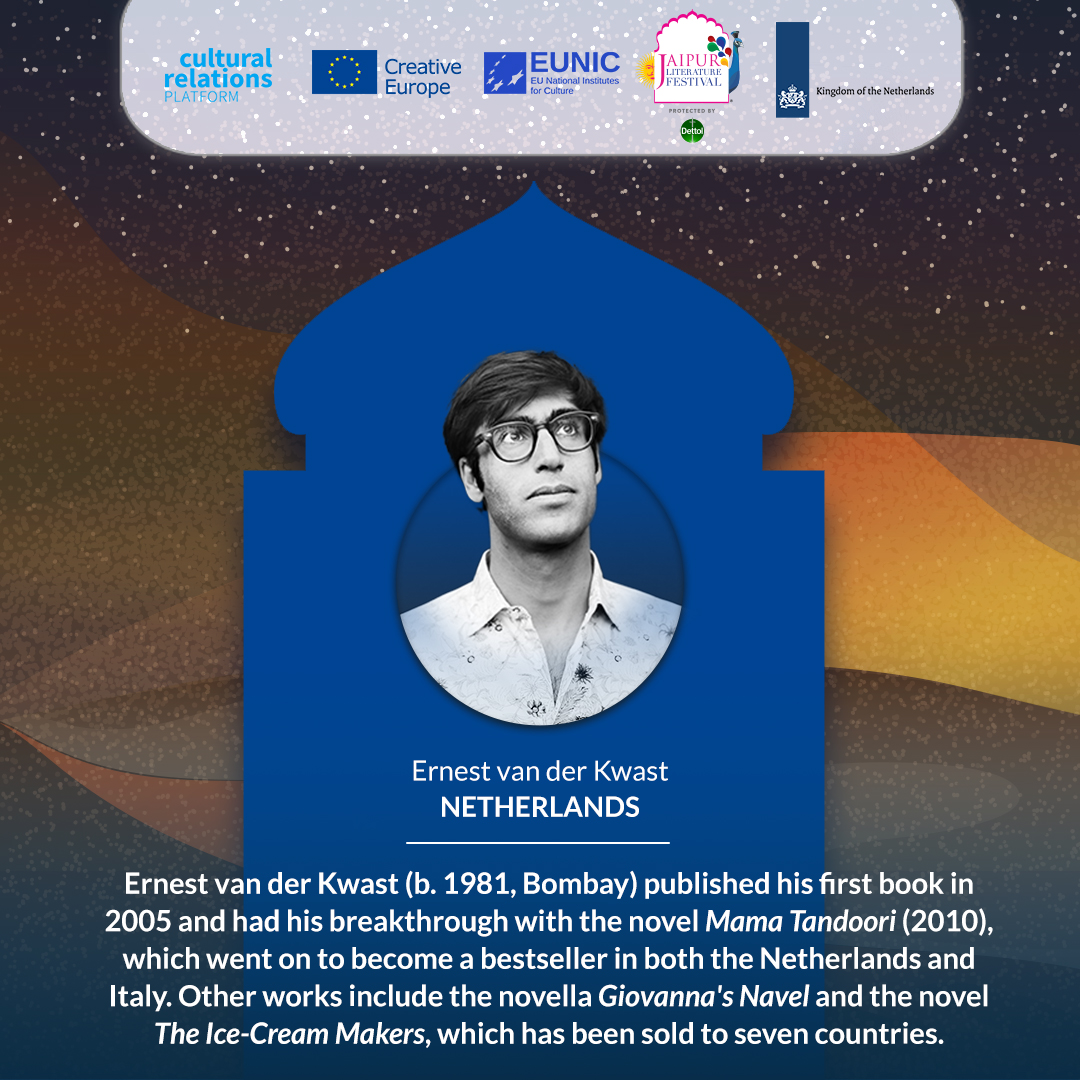 cultural
relations
PLATFORM
Creative
Europe
EUNIC
EU National Institutes
for Culture
JAIPUR
LITERATURE
FESTIVAL
PROTECTED BY
Dettol
Kingdom of the Netherlands
Ernest van der Kwast
NETHERLANDS
Ernest van der Kwast (b. 1981, Bombay) published his first book in
2005 and had his breakthrough with the novel Mama Tandoori (2010),
which went on to become a bestseller in both the Netherlands and
Italy. Other works include the novella Giovanna's Navel and the novel
The Ice-Cream Makers, which has been sold to seven countries.